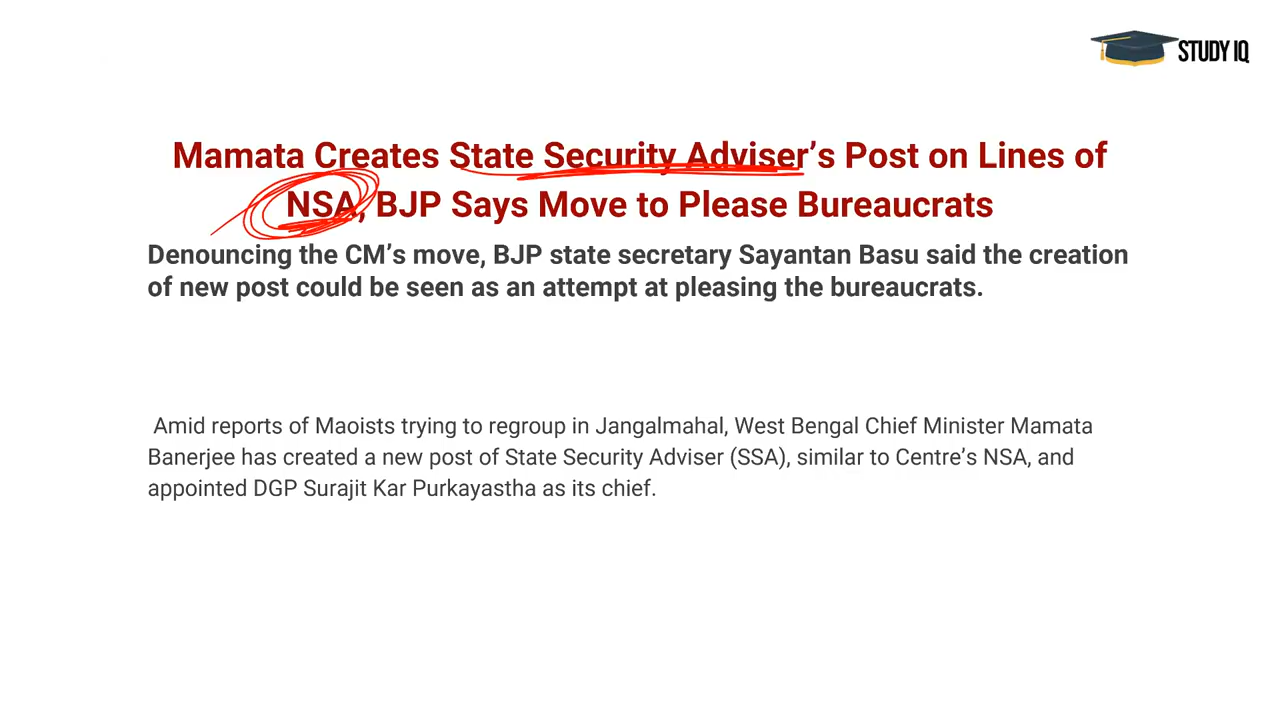 STUDY IQ
Mamata Creates State Security Adviser’s Post on Lines of
NSA, BJP Says Move to Please Bureaucrats
Denouncing the CM’s move, BJP state secretary Sayantan Basu said the creation
of new post could be seen as an attempt at pleasing the bureaucrats.
Amid reports of Maoists trying to regroup in Jangalmahal, West Bengal Chief Minister Mamata
Banerjee has created a new post of State Security Adviser (SSA), similar to Centre’s NSA, and
appointed DGP Surajit Kar Purkayastha as its chief.